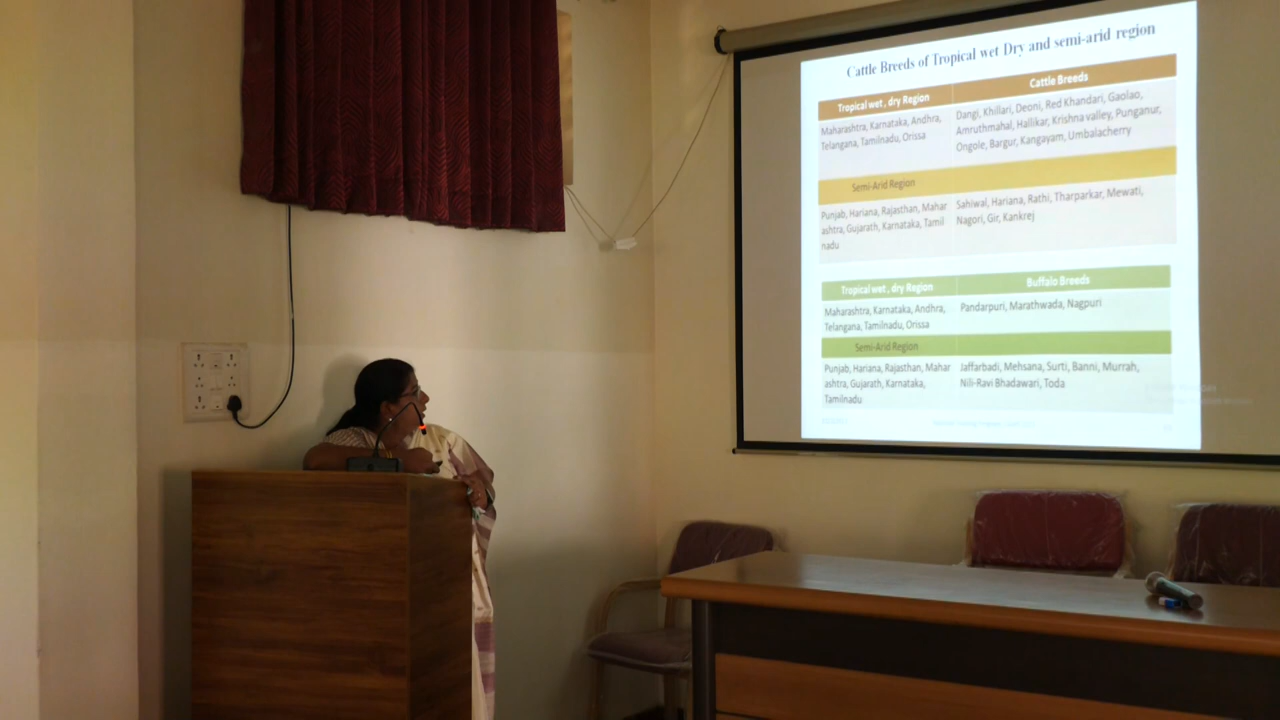 Cattle Breeds of Tropical wet Dry and semi-arid region
Tropical wet , dry Region
Cattle Breeds
Maharashtra, Karnataka, Andhra,
Telangana, Tamilnadu, Orissa
Dangi, Khillari, Deoni, Red Khandari, Gaolao,
Amruthmahal, Hallikar, Krishna valley, Punganur,
Ongole, Bargur, Kangayam, Umbalacherry
Semi-Arid Region
Punjab, Hariana, Rajasthan, Mahar
ashtra, Gujarath, Karnataka, Tamil
nadu
Sahiwal, Hariana, Rathi, Tharparkar, Mewati,
Nagori, Gir, Kankrej
Tropical wet , dry Region
Buffalo Breeds
Maharashtra, Karnataka, Andhra,
Telangana, Tamilnadu, Orissa
Pandarpuri, Marathwada, Nagpuri
Semi-Arid Region
Punjab, Hariana, Rajasthan, Mahar
ashtra, Gujarath, Karnataka,
Tamilnadu
Jaffarbadi, Mehsana, Surti, Banni, Murrah,
Nili-Ravi Bhadawari, Toda